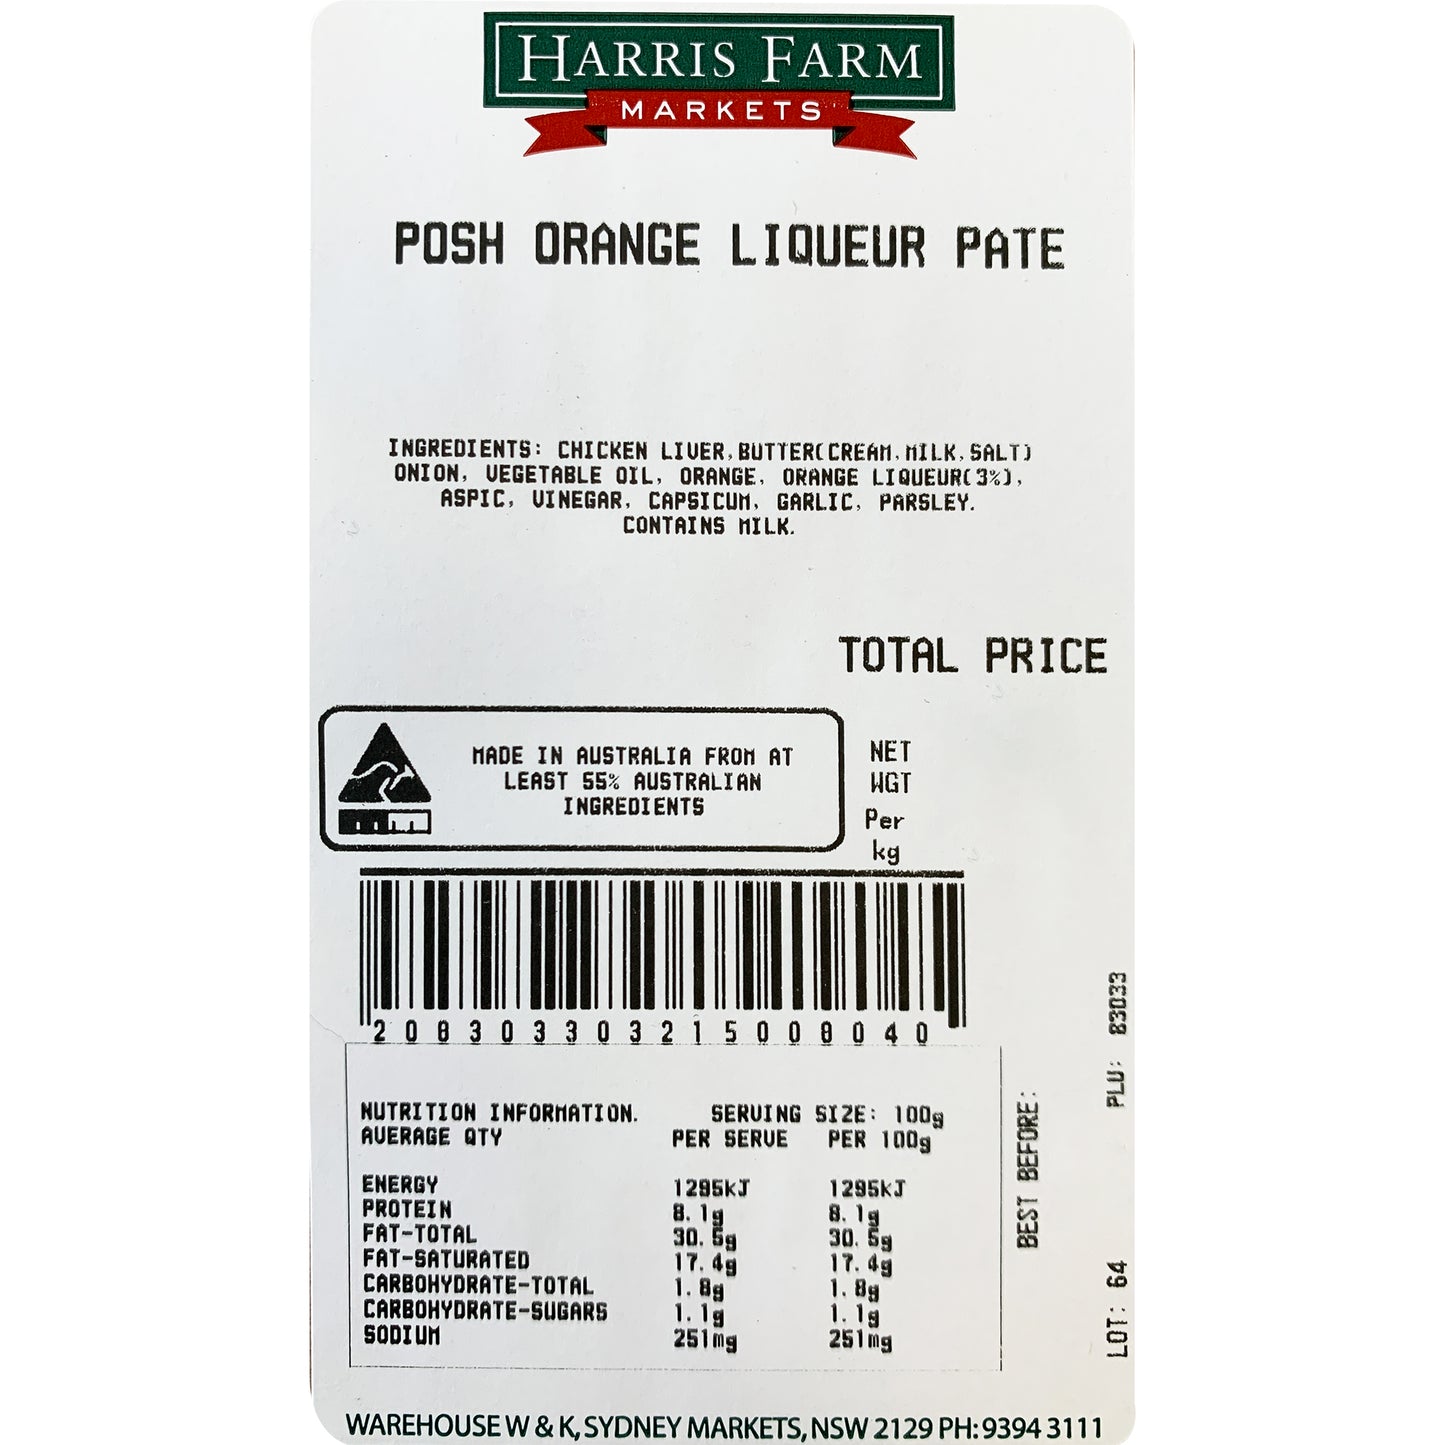 HARRIS FARM
MARKETS
POSH ORANGE LIQUEUR PATE
INGREDIENTS: CHICKEN LIVER,BUTTER(CREAM,MILK,SALT)
ONION, VEGETABLE OIL, ORANGE, ORANGE LIQUEUR(3%),
ASPIC, VINEGAR, CAPSICUM, GARLIC, PARSLEY.
CONTAINS MILK.
TOTAL PRICE
MADE IN AUSTRALIA FROM AT
LEAST 55% AUSTRALIAN
INGREDIENTS
NET
WGT
Per
kg
208303303215008040
NUTRITION INFORMATION. SERVING SIZE: 100g
AVERAGE QTY PER SERVE PER 100g
ENERGY 1295kJ 1295kJ
PROTEIN 8.1g 8.1g
FAT-TOTAL 30.5g 30.5g
FAT-SATURATED 17.4g 17.4g
CARBOHYDRATE-TOTAL 1.8g 1.8g
CARBOHYDRATE-SUGARS 1.1g 1.1g
SODIUM 251mg 251mg
BEST BEFORE:
LOT: 64 PLU: 83033
WAREHOUSE W & K, SYDNEY MARKETS, NSW 2129 PH: 9394 3111